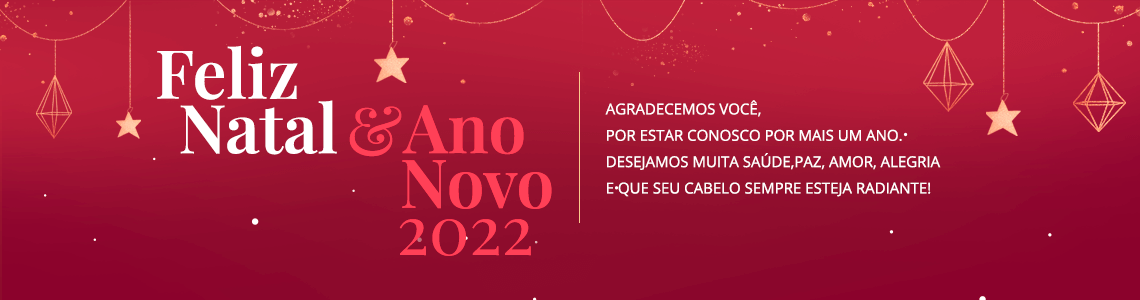 Feliz
Natal & Ano
Novo
2022
AGRADECEMOS VOCÊ,
POR ESTAR CONOSCO POR MAIS UM ANO.
DESEJAMOS MUITA SAÚDE,PAZ, AMOR, ALEGRIA
E QUE SEU CABELO SEMPRE ESTEJA RADIANTE!